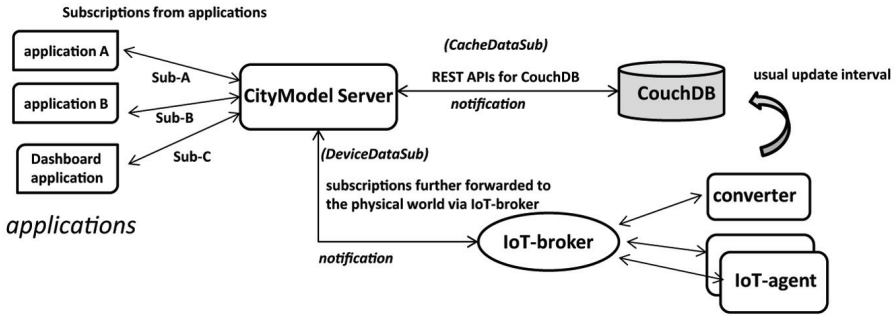 Subscriptions from applications
application A
application B
Dashboard
application
applications
Sub-A
Sub-B
Sub-C
CityModel Server
(CacheDataSub)
REST APIs for CouchDB
notification
CouchDB
usual update interval
(DeviceDataSub)
subscriptions further forwarded to
the physical world via IoT-broker
notification
IoT-broker
converter
IoT-agent